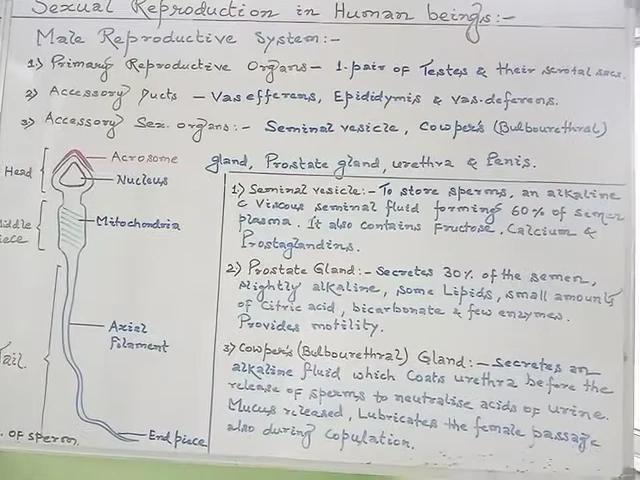 Sexual Reproduction in Human beings:-
Male Reproductive System:-
1) Primary Reproductive Organs - 1-pair of Testes & their scrotal sacs.
2) Accessory Ducts - Vas efferens, Epididymis & vas-deferens.
3) Accessory Sex organs:- Seminal vesicle, Cowper's (Bulbourethral)
gland, Prostate gland, urethra & Penis.
Head
Acrosome
Nucleus
Middle
piece
Mitochondria
Axial
Filament
Tail
End piece
. of sperm
1) Seminal vesicle:- To store sperms, an alkaline
& Viscous seminal fluid forming 60% of semen
plasma. It also contains Fructose, Calcium &
Prostaglandins.
2) Prostate Gland:- Secretes 30% of the semen,
slightly alkaline, some Lipids, small amounts
of Citric acid, bicarbonate & few enzymes.
Provides motility.
3) Cowper's (Bulbourethral) Gland:- secretes an
alkaline fluid which Coats urethra before the
release of sperms to neutralise acids of urine.
Mucus released, Lubricates the female passage
also during copulation.